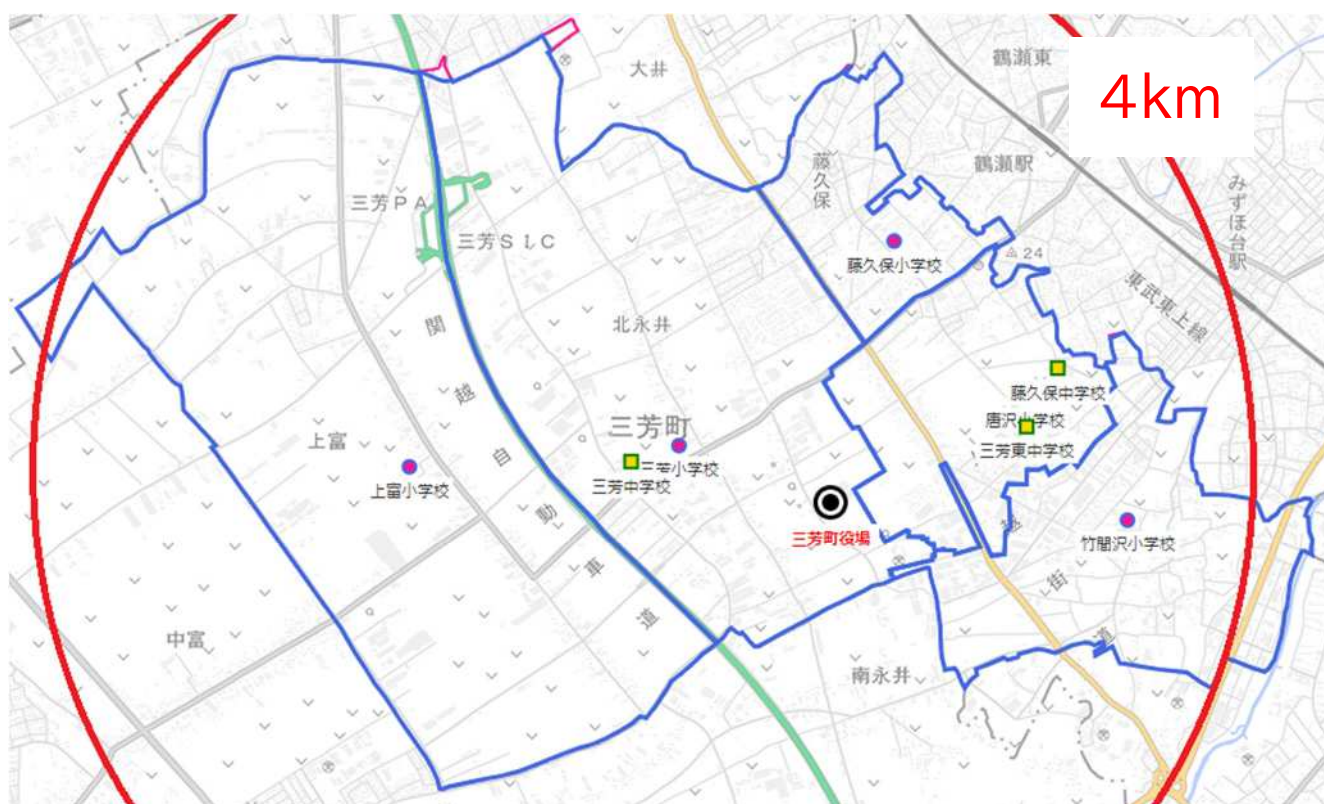 鶴瀬東
4km
大井
鶴瀬駅
藤久保
みずほ台駅
三芳PA
三芳SIC
藤久保小学校
24
東武東上線
北永井
関越自動車道
藤久保中学校
三芳町
唐沢小学校
上富
三芳東中学校
三芳小学校
三芳中学校
上富小学校
三芳町役場
竹間沢小学校
街道
中富
南永井